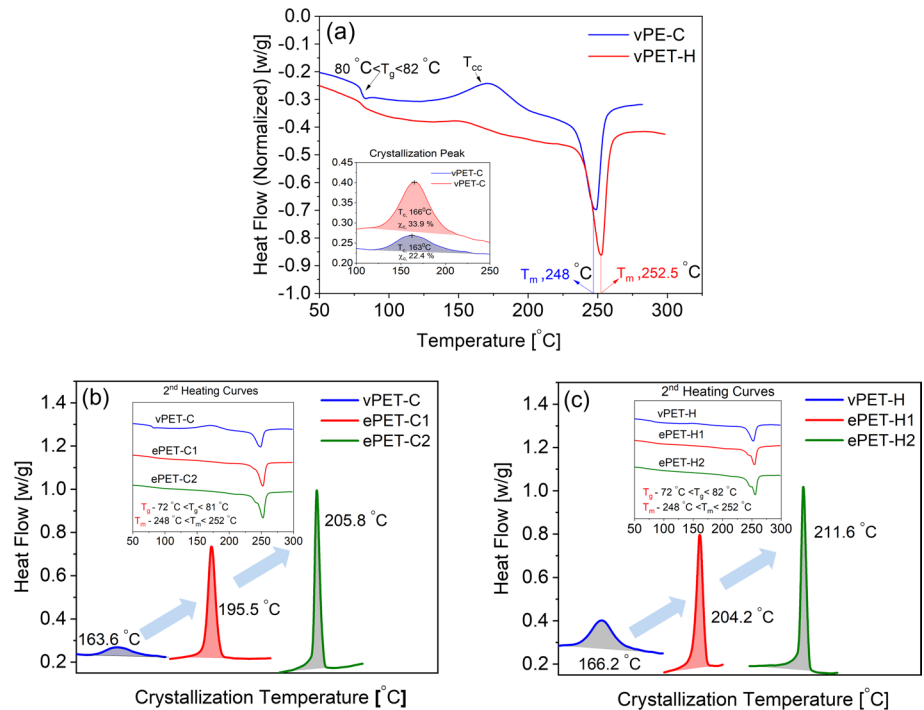 (a)
vPE-C
vPET-H
80 °C<Tg<82 °C
Tcc
Heat Flow (Normalized) [w/g]
0.0
-0.1
-0.2
-0.3
-0.4
-0.5
-0.6
-0.7
-0.8
-0.9
-1.0
Crystallization Peak
vPET-C
vPET-C
0.40
0.35
0.30
0.25
0.20
Tc, 166⁰C
χc, 33.9 %
Tc, 163⁰C
χc, 22.4 %
100 150 200 250
Tm ,248 °C
Tm ,252.5 °C
50 100 150 200 250 300
Temperature [°C]
(b)
2nd Heating Curves
vPET-C
ePET-C1
ePET-C2
vPET-C
ePET-C1
ePET-C2
Tg - 72 °C <Tg< 81 °C
Tm - 248 °C <Tm< 252 °C
50 100 150 200 250 300
Heat Flow [w/g]
1.4
1.2
1.0
0.8
0.6
0.4
0.2
163.6 °C
195.5 °C
205.8 °C
Crystallization Temperature [°C]
(c)
2nd Heating Curves
vPET-H
ePET-H1
ePET-H2
vPET-H
ePET-H1
ePET-H2
Tg - 72 °C <Tg< 82 °C
Tm - 248 °C <Tm< 252 °C
50 100 150 200 250 300
Heat Flow [w/g]
1.4
1.2
1.0
0.8
0.6
0.4
0.2
166.2 °C
204.2 °C
211.6 °C
Crystallization Temperature [°C]